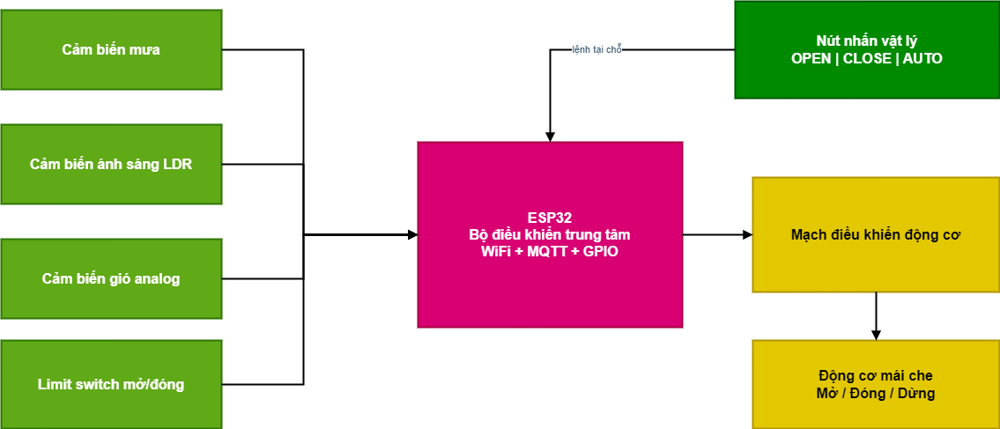 Cảm biến mưa
Cảm biến ánh sáng LDR
Cảm biến gió analog
Limit switch mở/đóng
lệnh tại chỗ
Nút nhấn vật lý
OPEN | CLOSE | AUTO
ESP32
Bộ điều khiển trung tâm
WiFi + MQTT + GPIO
Mạch điều khiển động cơ
Động cơ mái che
Mở / Đóng / Dừng